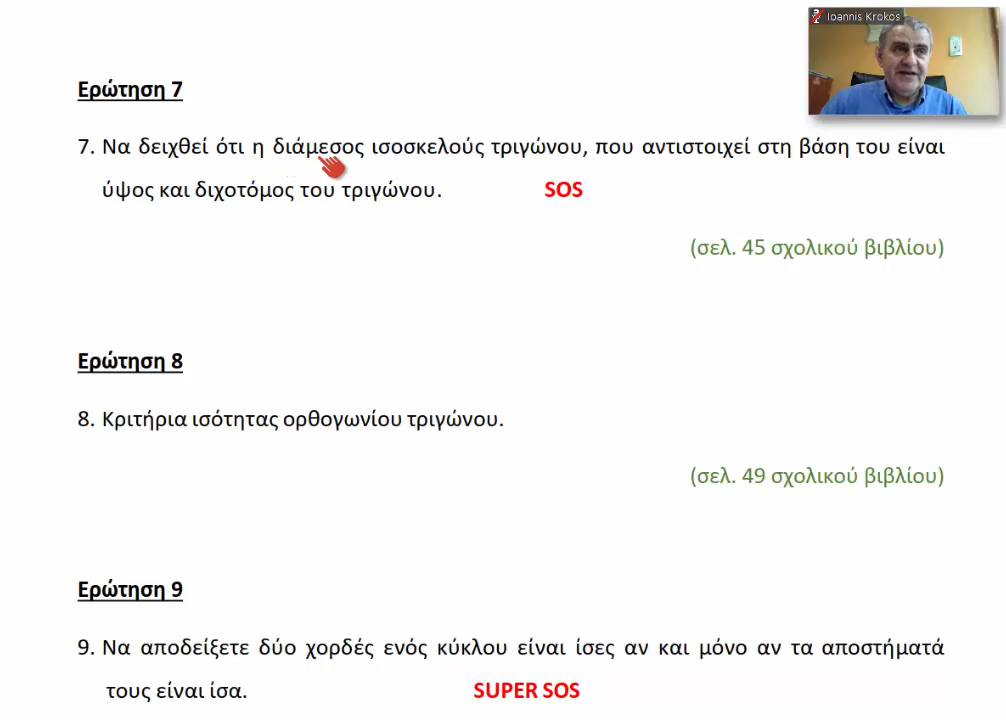 Ioannis Krokos
Ερώτηση 7
7. Να δειχθεί ότι η διάμεσος ισοσκελούς τριγώνου, που αντιστοιχεί στη βάση του είναι
ύψος και διχοτόμος του τριγώνου. SOS
(σελ. 45 σχολικού βιβλίου)
Ερώτηση 8
8. Κριτήρια ισότητας ορθογωνίου τριγώνου.
(σελ. 49 σχολικού βιβλίου)
Ερώτηση 9
9. Να αποδείξετε δύο χορδές ενός κύκλου είναι ίσες αν και μόνο αν τα αποστήματά
τους είναι ίσα. SUPER SOS